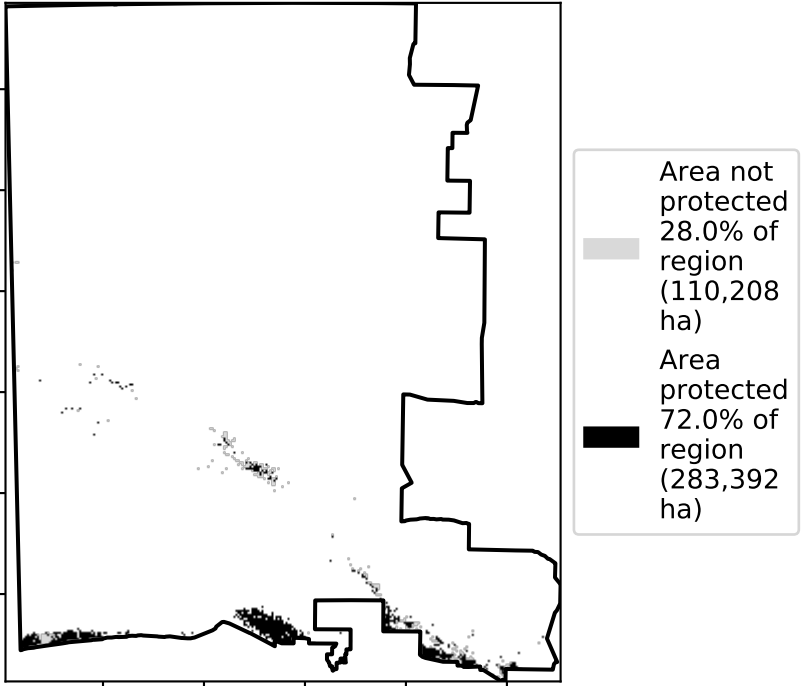 Area not
protected
28.0% of
region
(110,208
ha)
Area
protected
72.0% of
region
(283,392
ha)